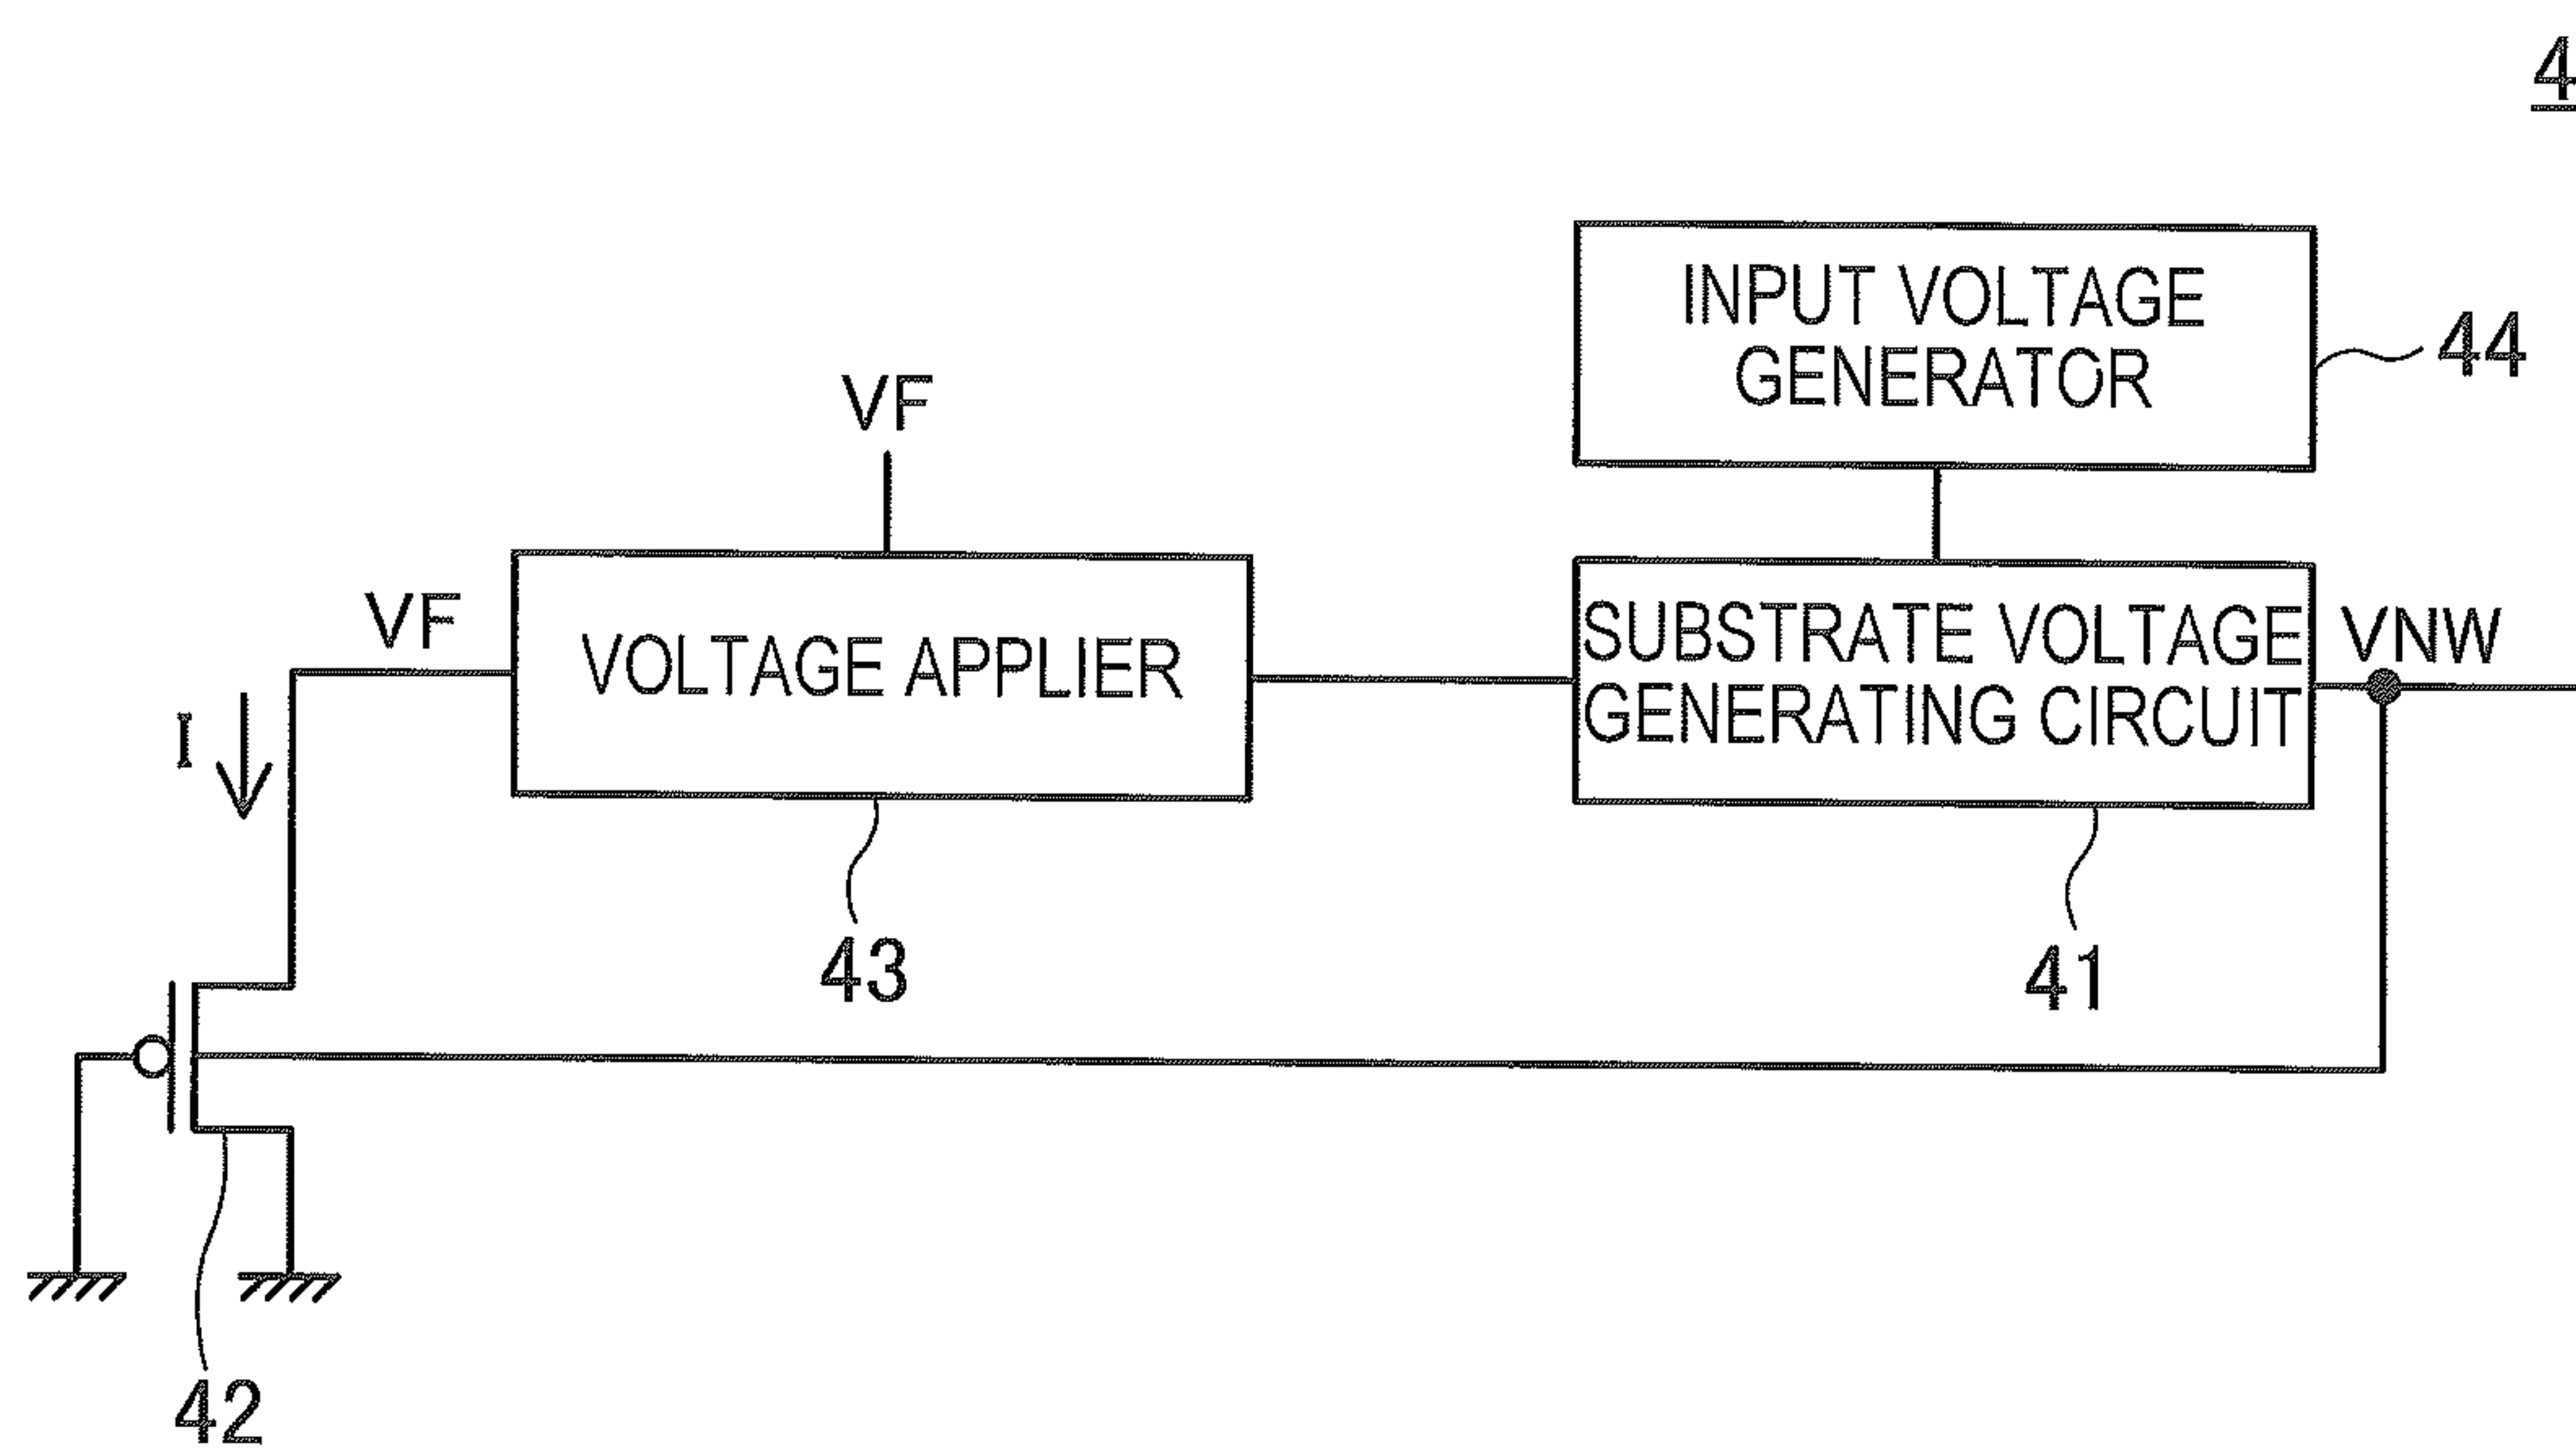 4
INPUT VOLTAGE
GENERATOR
44
VF
VF
VOLTAGE APPLIER
SUBSTRATE VOLTAGE
GENERATING CIRCUIT
VNW
I
43
41
42